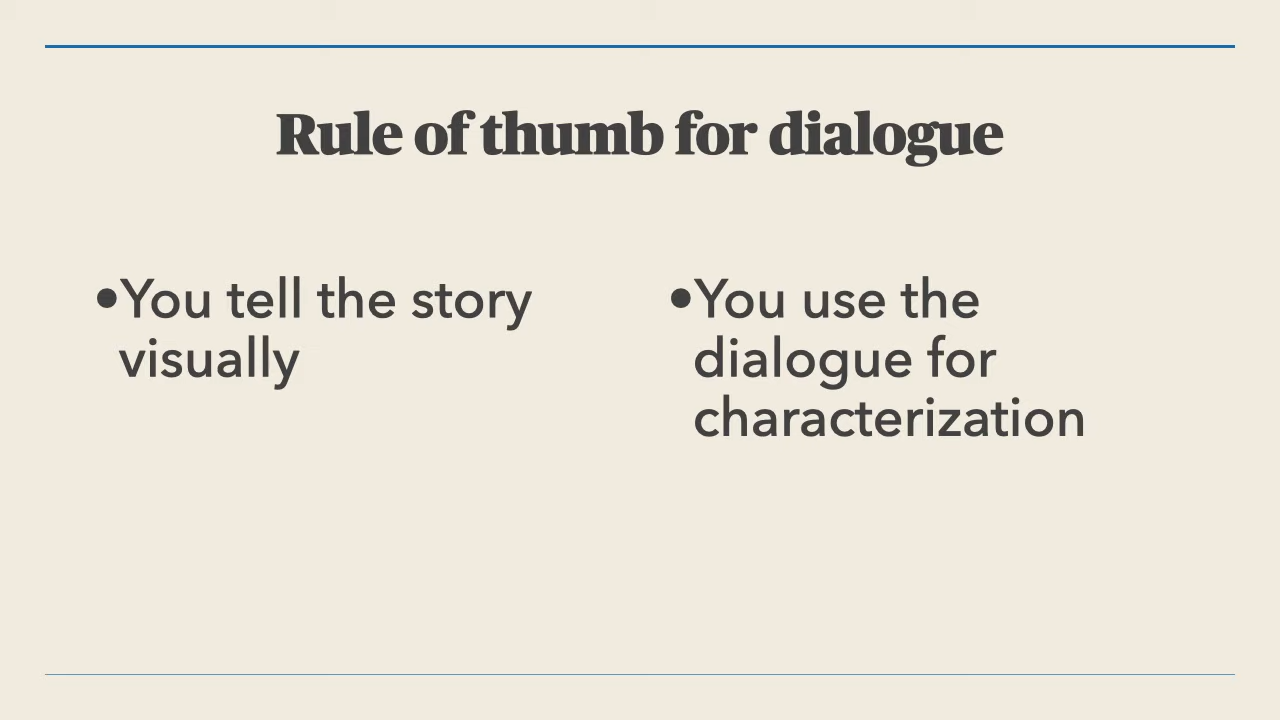 Rule of thumb for dialogue
•You tell the story
visually
•You use the
dialogue for
characterization